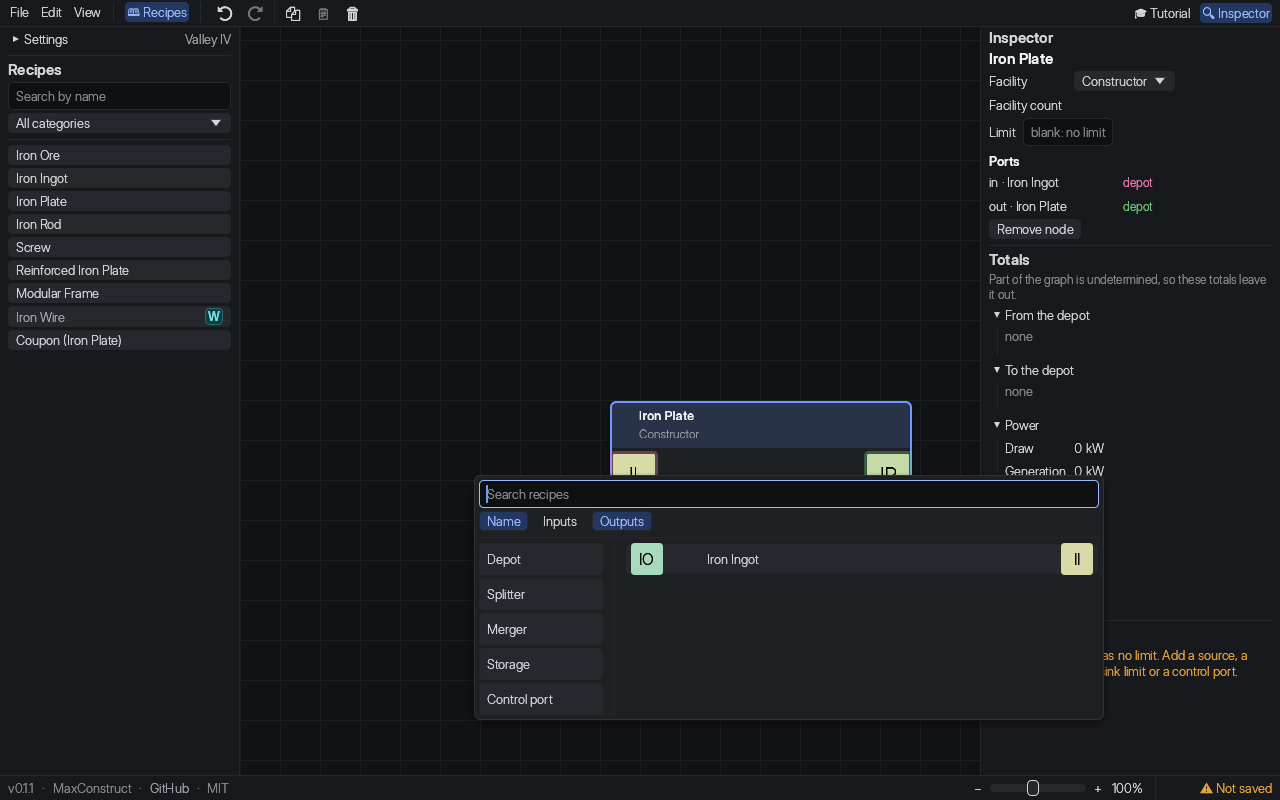 File Edit View Recipes Tutorial Inspector
Settings Valley IV
Recipes
Search by name
All categories
Iron Ore
Iron Ingot
Iron Plate
Iron Rod
Screw
Reinforced Iron Plate
Modular Frame
Iron Wire W
Coupon (Iron Plate)
Iron Plate
Constructor
Search recipes
Name Inputs Outputs
Depot
Splitter
Merger
Storage
Control port
IO Iron Ingot II
Inspector
Iron Plate
Facility Constructor
Facility count
Limit blank: no limit
Ports
in · Iron Ingot depot
out · Iron Plate depot
Remove node
Totals
Part of the graph is undetermined, so these totals leave
it out.
From the depot
none
To the depot
none
Power
Draw 0 kW
Generation 0 kW
as no limit. Add a source, a
ink limit or a control port.
v0.1.1 · MaxConstruct · GitHub · MIT
− + 100% Not saved